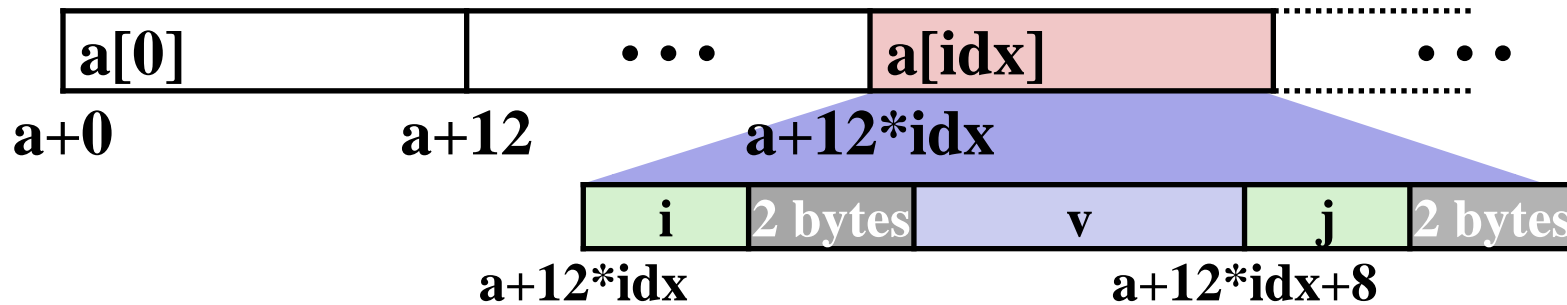 a[0] • • • a[idx] • • •
a+0 a+12 a+12*idx
i 2 bytes v j 2 bytes
a+12*idx a+12*idx+8